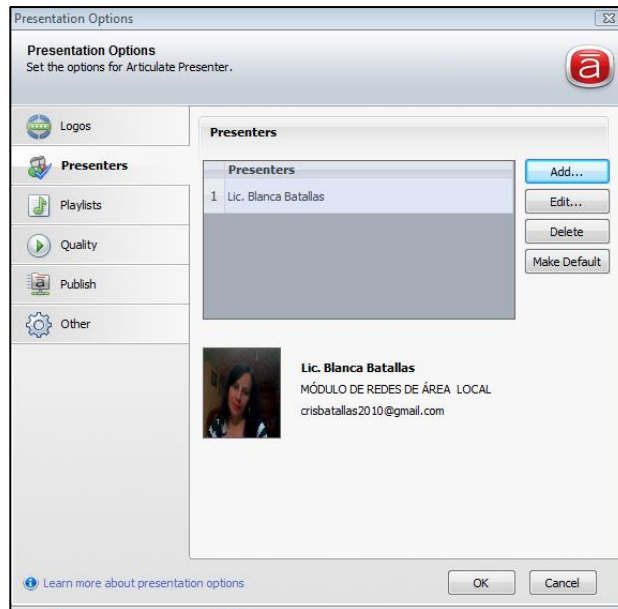 Presentation Options
Presentation Options
Set the options for Articulate Presenter.
Logos
Presenters
Playlists
Quality
Publish
Other
Presenters
Presenters
1 Lic. Blanca Batallas
Add...
Edit...
Delete
Make Default
Lic. Blanca Batallas
MÓDULO DE REDES DE ÁREA LOCAL
crisbatallas2010@gmail.com
Learn more about presentation options
OK
Cancel